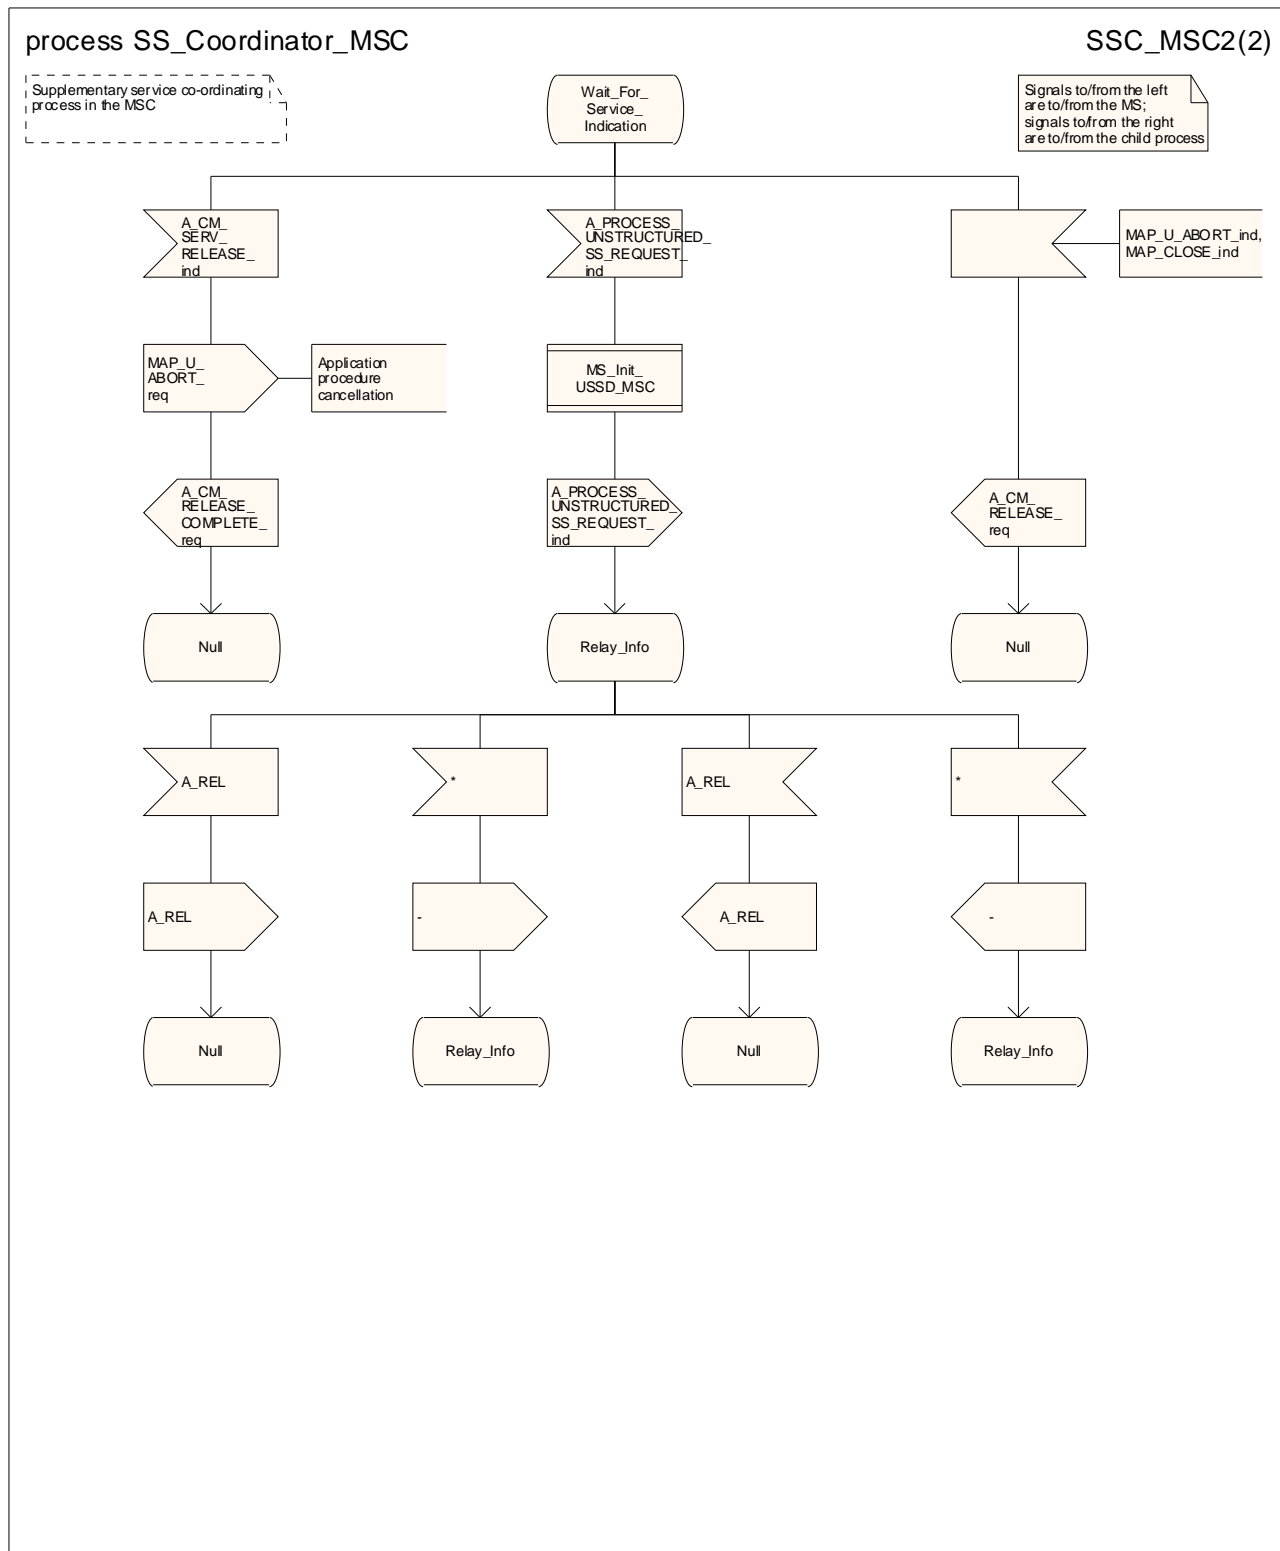 process SS_Coordinator_MSC
SSC_MSC2(2)
Supplementary service co-ordinating
process in the MSC
Wait_For_
Service_
Indication
Signals to/from the left
are to/from the MS;
signals to/from the right
are to/from the child process
A_CM_
SERV_
RELEASE_
ind
A_PROCESS_
UNSTRUCTURED_
SS_REQUEST_
ind
MAP_U_ABORT_ind,
MAP_CLOSE_ind
MAP_U_
ABORT_
req
Application
procedure
cancellation
MS_Init_
USSD_MSC
A_CM_
RELEASE_
COMPLETE_
req
A_PROCESS_
UNSTRUCTURED_
SS_REQUEST_
ind
A_CM_
RELEASE_
req
Null
Relay_Info
Null
A_REL
*
A_REL
*
A_REL
-
A_REL
-
Null
Relay_Info
Null
Relay_Info